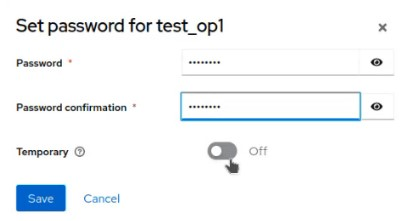 Set password for test_op1
Password *
••••••••
Password confirmation *
••••••••
Temporary
Off
Save Cancel